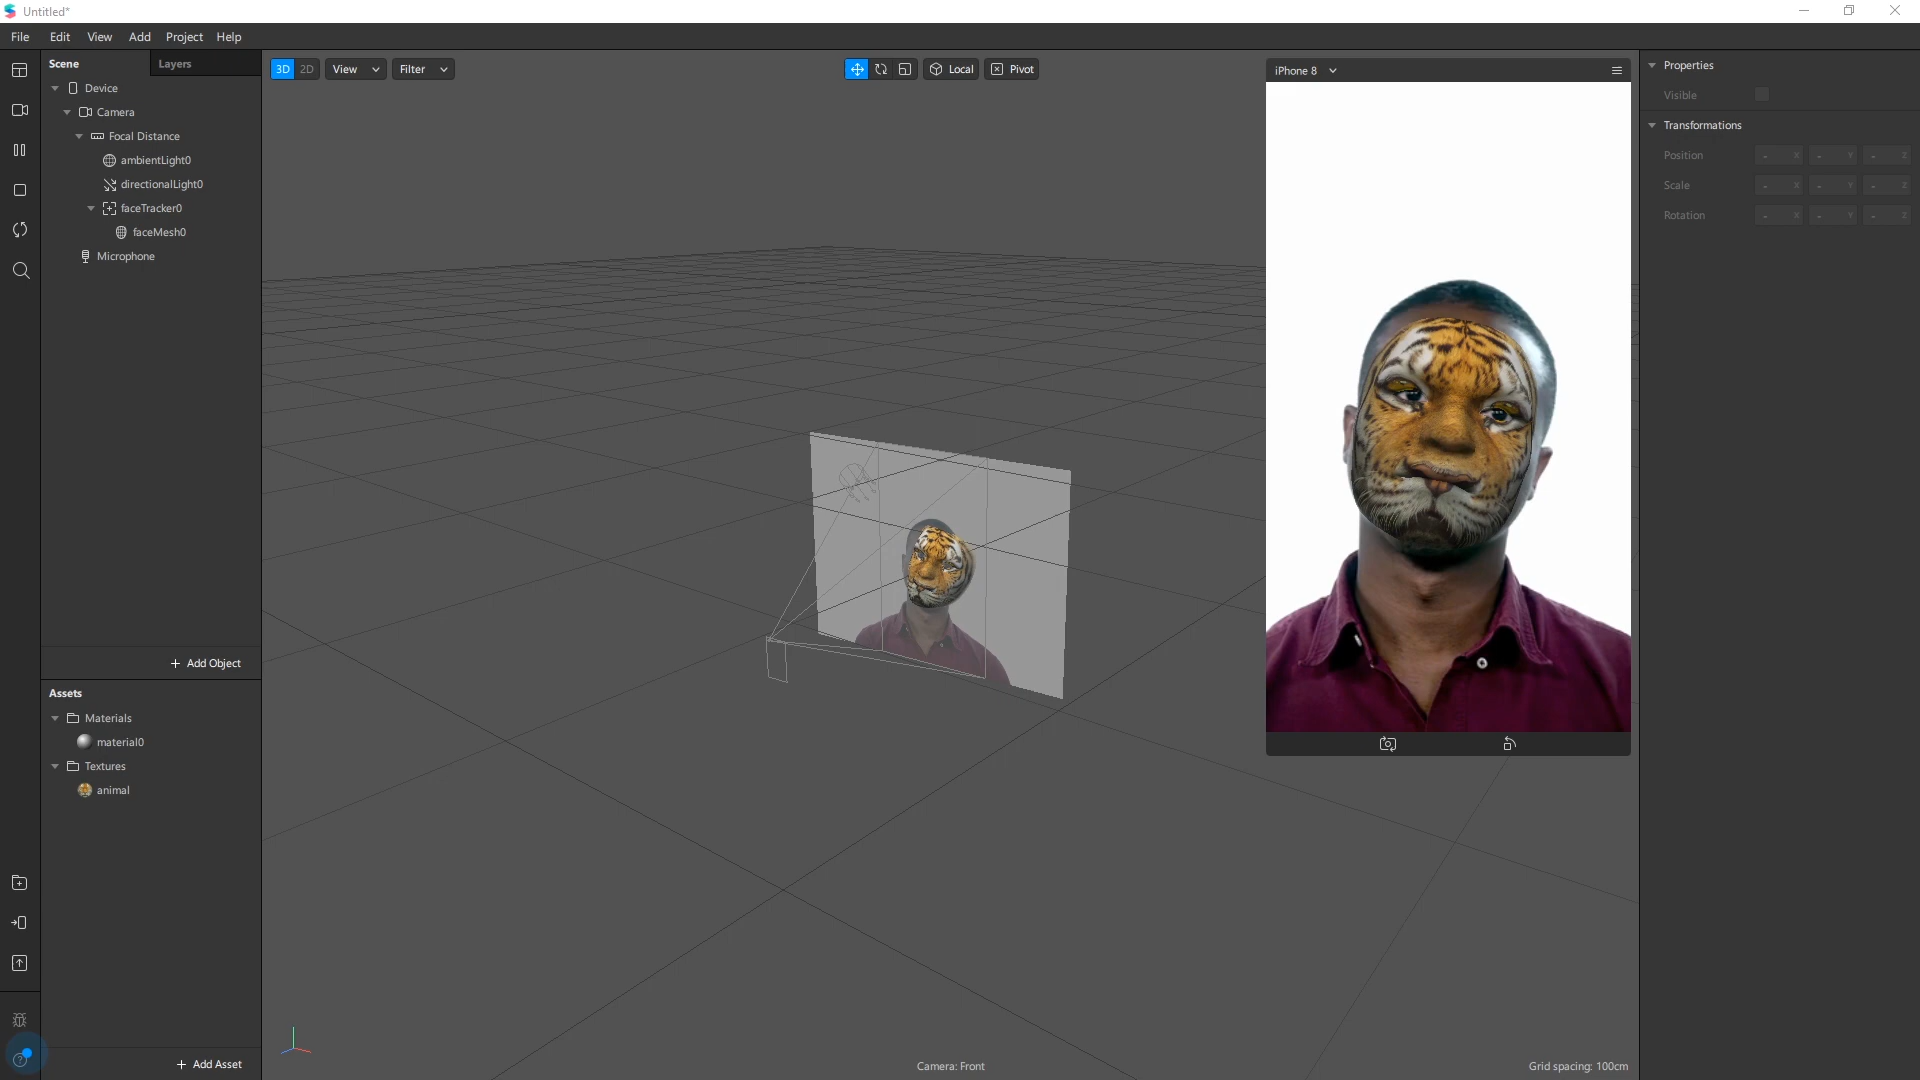 Untitled*
File Edit View Add Project Help
Scene Layers
Device
Camera
Focal Distance
ambientLight0
directionalLight0
faceTracker0
faceMesh0
Microphone
+ Add Object
Assets
Materials
material0
Textures
animal
+ Add Asset
3D 2D View Filter
Local Pivot
iPhone 8
Camera: Front
Grid spacing: 100cm
Properties
Visible
Transformations
Position - X - Y - Z
Scale - X - Y - Z
Rotation - X - Y - Z